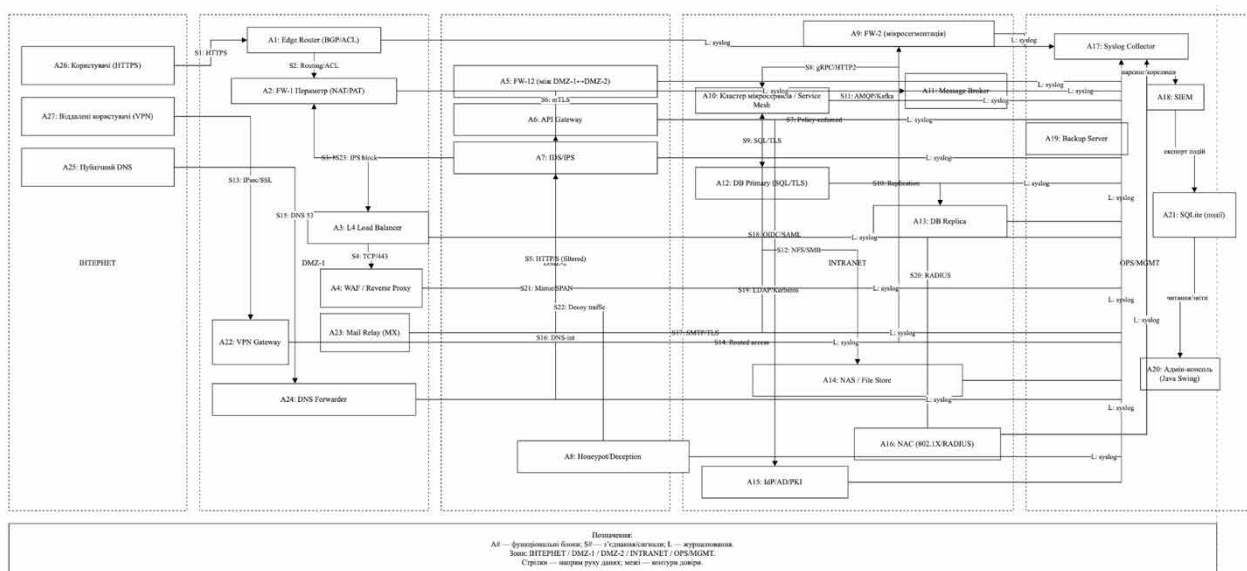 A1: Edge Router (BGP/ACL)
A9: FW-2 (мікросегментація)
L: syslog
A17: Syslog Collector
L: syslog
S1: HTTPS
A26: Користувачі (HTTPS)
S2: Routing/ACL
S8: gRPC/HTTP2
парсинг/кореляція
A5: FW-12 (між DMZ-1↔DMZ-2)
L: syslog
A2: FW-1 Периметр (NAT/PAT)
L: syslog
L: syslog
A18: SIEM
S6: mTLS
A10: Кластер мікросервісів / Service Mesh
S11: AMQP/Kafka
A11: Message Broker
L: syslog
A27: Віддалені користувачі (VPN)
A6: API Gateway
S7: Policy-enforced
L: syslog
A19: Backup Server
S9: SQL/TLS
експорт подій
A25: Публічний DNS
S23: IPS block
A7: IDS/IPS
L: syslog
S13: IPsec/SSL
A12: DB Primary (SQL/TLS)
S10: Replication
L: syslog
S15: DNS 53
A3: L4 Load Balancer
A13: DB Replica
L: syslog
A21: SQLite (події)
S18: OIDC/SAML
L: syslog
S12: NFS/SMB
ІНТЕРНЕТ
DMZ-1
S4: TCP/443
S5: HTTP/S (filtered)
INTRANET
OPS/MGMT
S20: RADIUS
A4: WAF / Reverse Proxy
S21: Mirror/SPAN
S19: LDAP/Kerberos
L: syslog
L: syslog
читання/звіти
S22: Decoy traffic
A23: Mail Relay (MX)
L: syslog
A22: VPN Gateway
S16: DNS-int
S17: SMTP/TLS
L: syslog
S14: Routed access
L: syslog
L: syslog
A14: NAS / File Store
L: syslog
A20: Адмін-консоль
(Java Swing)
A24: DNS Forwarder
L: syslog
L: syslog
A8: Honeypot/Deception
A16: NAC (802.1X/RADIUS)
L: syslog
L: syslog
A15: IdP/AD/PKI
Позначення:
A# — функціональні блоки; S# — з'єднання/сигнали; L — журналювання.
Зони: ІНТЕРНЕТ / DMZ-1 / DMZ-2 / INTRANET / OPS/MGMT.
Стрілки — напрям руху даних; межі — контури довіри.